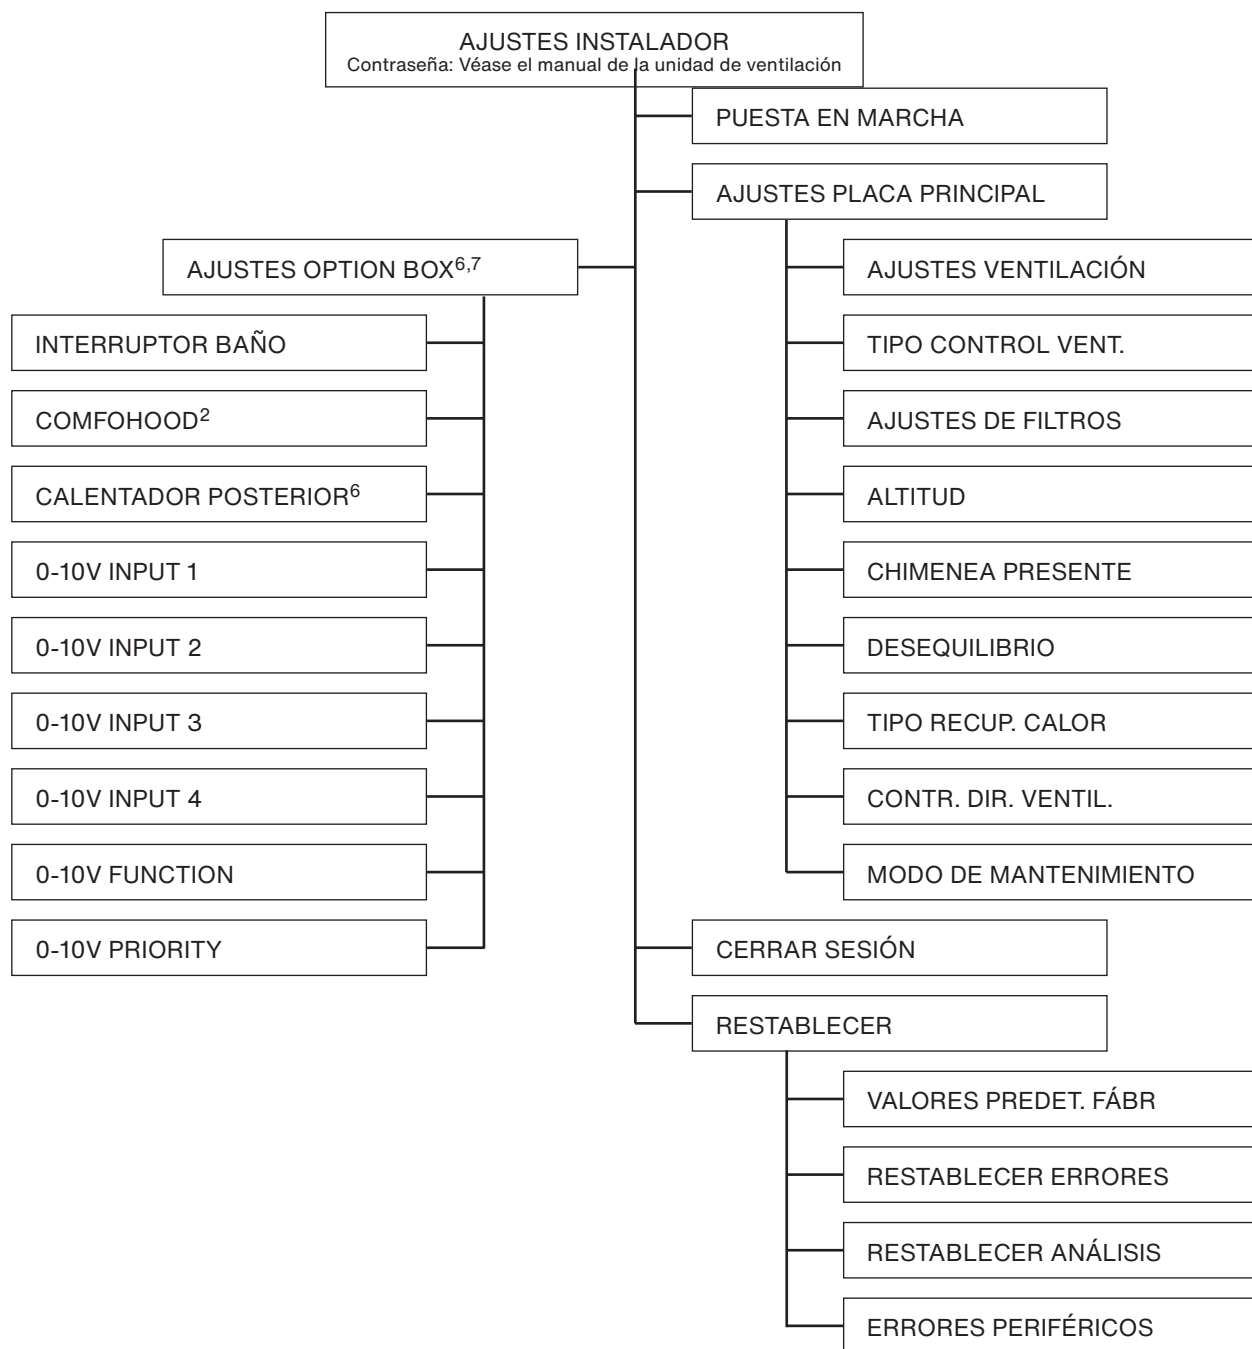 AJUSTES INSTALADOR
Contraseña: Véase el manual de la unidad de ventilación
PUESTA EN MARCHA
AJUSTES PLACA PRINCIPAL
AJUSTES OPTION BOX6,7
AJUSTES VENTILACIÓN
INTERRUPTOR BAÑO
TIPO CONTROL VENT.
COMFOHOOD2
AJUSTES DE FILTROS
CALENTADOR POSTERIOR6
ALTITUD
0-10V INPUT 1
CHIMENEA PRESENTE
0-10V INPUT 2
DESEQUILIBRIO
0-10V INPUT 3
TIPO RECUP. CALOR
0-10V INPUT 4
CONTR. DIR. VENTIL.
0-10V FUNCTION
MODO DE MANTENIMIENTO
0-10V PRIORITY
CERRAR SESIÓN
RESTABLECER
VALORES PREDET. FÁBR
RESTABLECER ERRORES
RESTABLECER ANÁLISIS
ERRORES PERIFÉRICOS